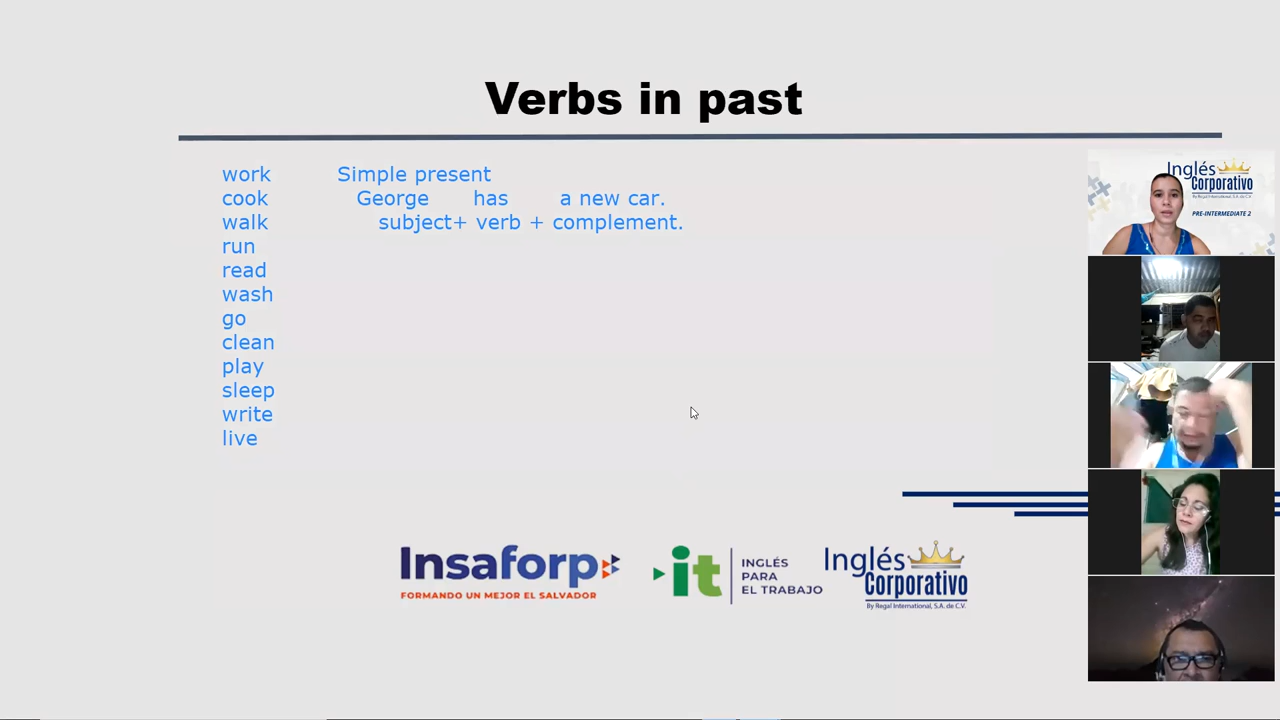 Verbs in past
work Simple present
cook George has a new car.
walk subject+ verb + complement.
run
read
wash
go
clean
play
sleep
write
live
Insaforp
FORMANDO UN MEJOR EL SALVADOR
it
INGLÉS
PARA
EL TRABAJO
Inglés
Corporativo
By Regal International, S.A. de C.V.
Inglés
Corporativo
By Regal International, S.A. de C.V.
PRE-INTERMEDIATE 2